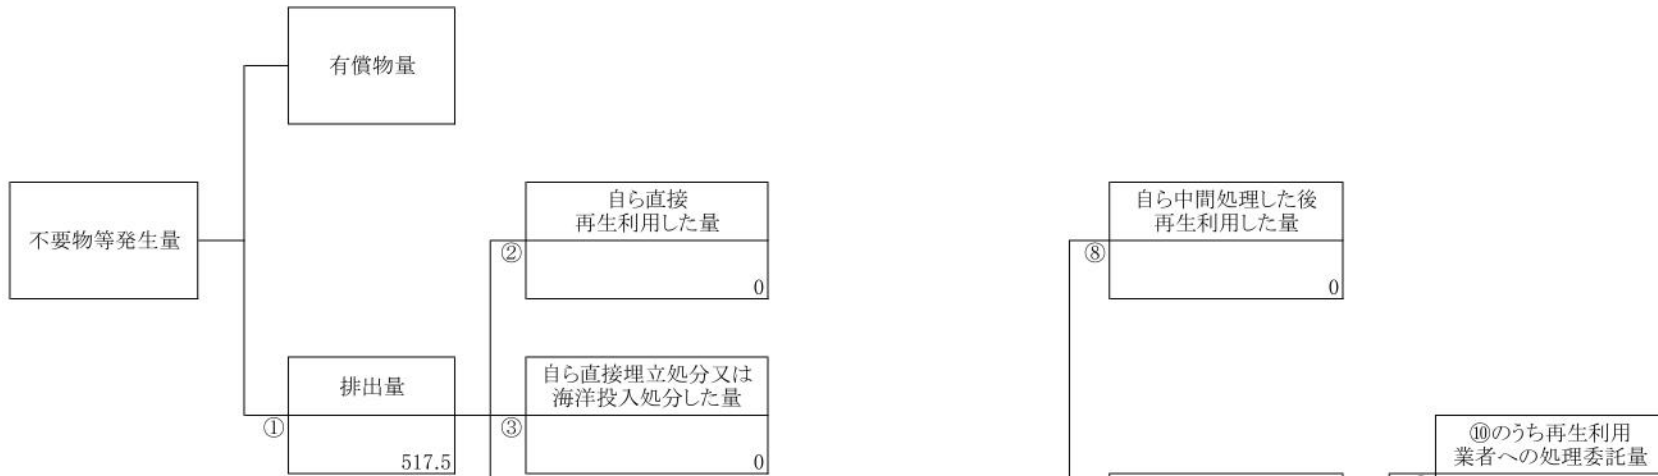 有償物量
不要物等発生量
自ら直接
再生利用した量
②
0
自ら中間処理した後
再生利用した量
⑧
0
排出量
①
517.5
自ら直接埋立処分又は
海洋投入処分した量
③
0
⑩のうち再生利用
業者への処理委託量